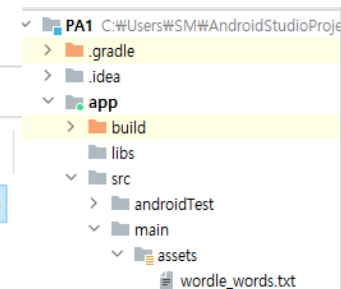 PA1 C:₩Users₩SM₩AndroidStudioProje
.gradle
.idea
app
build
libs
src
androidTest
main
assets
wordle_words.txt